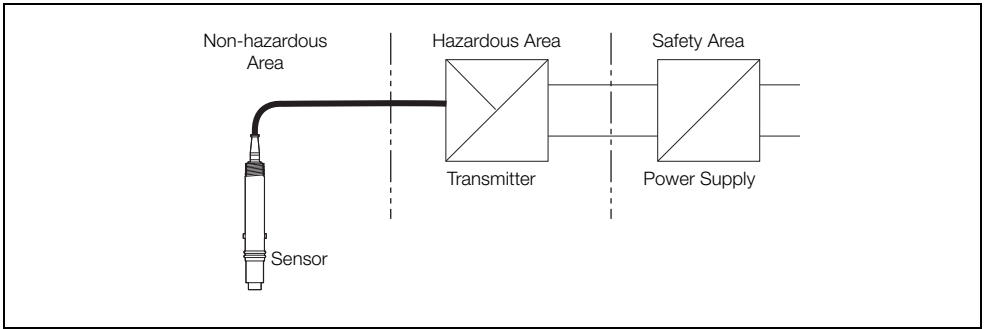 Non-hazardous
Area
Hazardous Area
Safety Area
Transmitter
Power Supply
Sensor